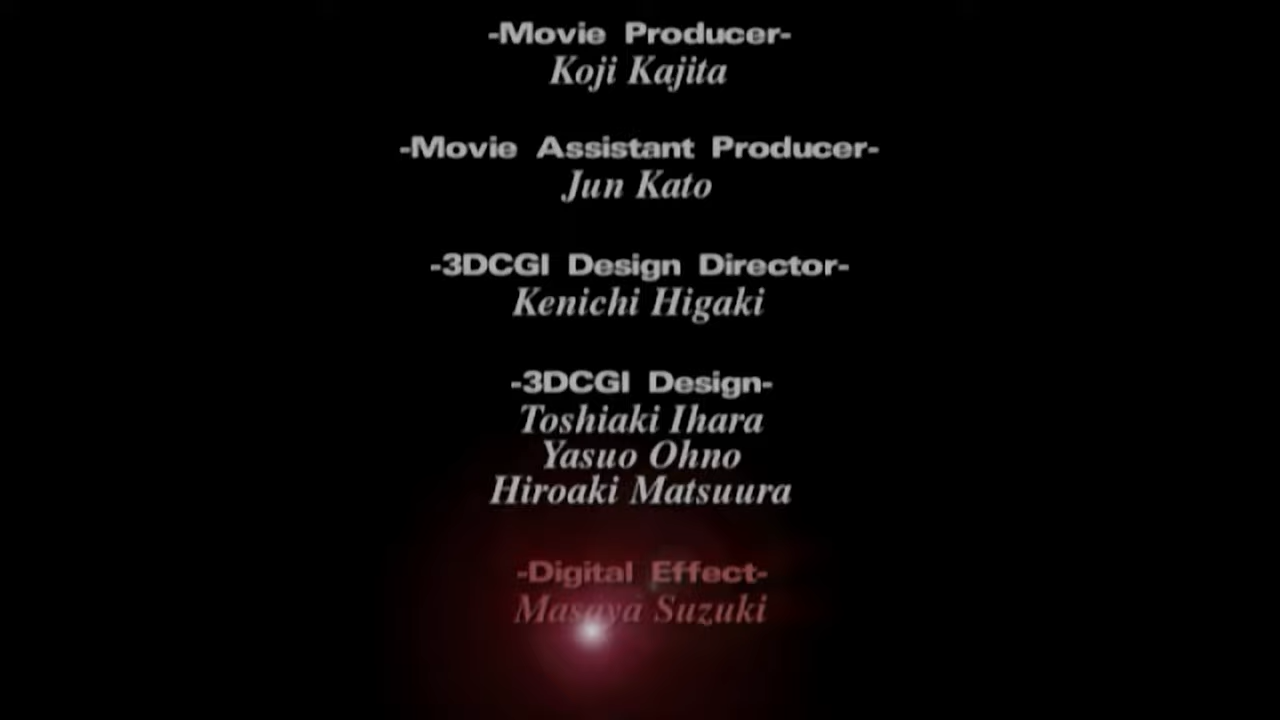 -Movie Producer-
Koji Kajita
-Movie Assistant Producer-
Jun Kato
-3DCGI Design Director-
Kenichi Higaki
-3DCGI Design-
Toshiaki Ihara
Yasuo Ohno
Hiroaki Matsuura
-Digital Effect-
Masaya Suzuki